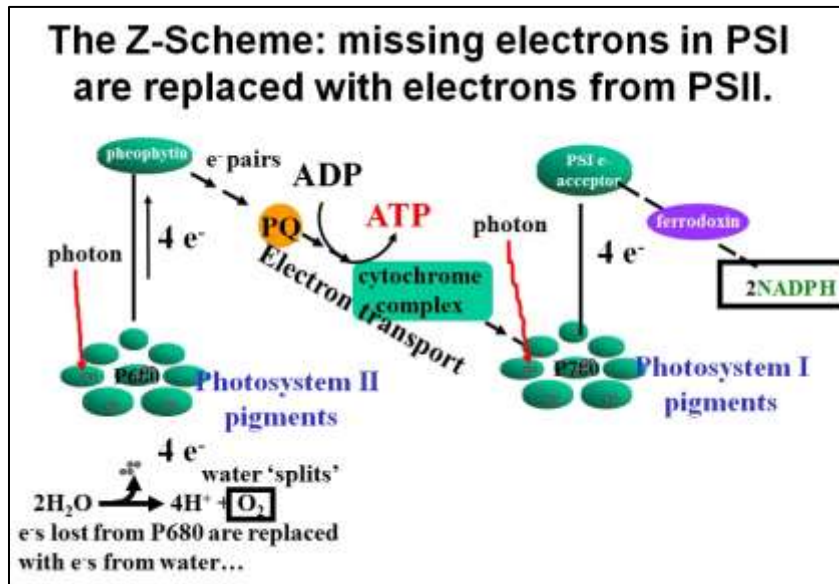 The Z-Scheme: missing electrons in PSI
are replaced with electrons from PSII.
pheophytin
e⁻ pairs
ADP
ATP
PQ
4 e⁻
photon
Electron transport
cytochrome
complex
P680
Photosystem II
pigments
PSI e⁻
acceptor
ferrodoxin
4 e⁻
2NADPH
photon
P700
Photosystem I
pigments
4 e⁻
water ‘splits’
2H₂O 4H⁺ + O₂
e⁻s lost from P680 are replaced
with e⁻s from water…